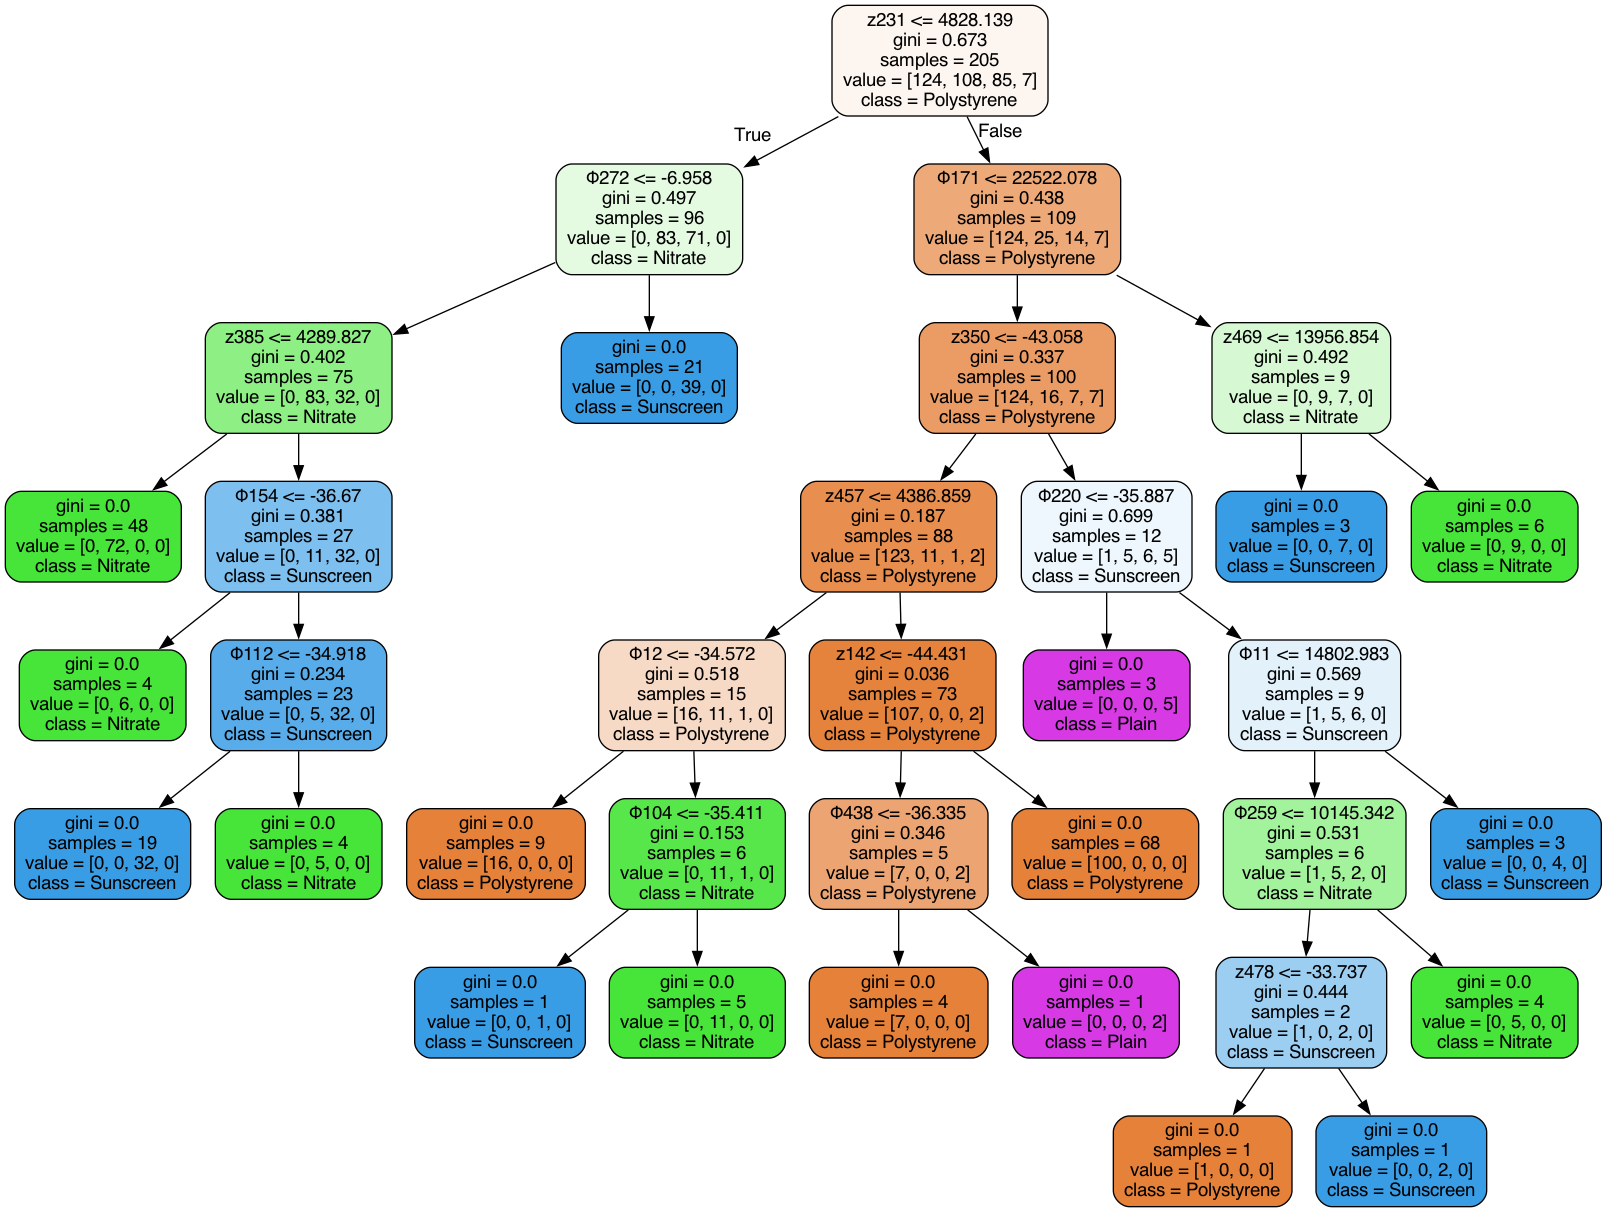 z231 <= 4828.139
gini = 0.673
samples = 205
value = [124, 108, 85, 7]
class = Polystyrene
True
False
Φ272 <= -6.958
gini = 0.497
samples = 96
value = [0, 83, 71, 0]
class = Nitrate
Φ171 <= 22522.078
gini = 0.438
samples = 109
value = [124, 25, 14, 7]
class = Polystyrene
z385 <= 4289.827
gini = 0.402
samples = 75
value = [0, 83, 32, 0]
class = Nitrate
gini = 0.0
samples = 21
value = [0, 0, 39, 0]
class = Sunscreen
z350 <= -43.058
gini = 0.337
samples = 100
value = [124, 16, 7, 7]
class = Polystyrene
z469 <= 13956.854
gini = 0.492
samples = 9
value = [0, 9, 7, 0]
class = Nitrate
gini = 0.0
samples = 48
value = [0, 72, 0, 0]
class = Nitrate
Φ154 <= -36.67
gini = 0.381
samples = 27
value = [0, 11, 32, 0]
class = Sunscreen
z457 <= 4386.859
gini = 0.187
samples = 88
value = [123, 11, 1, 2]
class = Polystyrene
Φ220 <= -35.887
gini = 0.699
samples = 12
value = [1, 5, 6, 5]
class = Sunscreen
gini = 0.0
samples = 3
value = [0, 0, 7, 0]
class = Sunscreen
gini = 0.0
samples = 6
value = [0, 9, 0, 0]
class = Nitrate
gini = 0.0
samples = 4
value = [0, 6, 0, 0]
class = Nitrate
Φ112 <= -34.918
gini = 0.234
samples = 23
value = [0, 5, 32, 0]
class = Sunscreen
Φ12 <= -34.572
gini = 0.518
samples = 15
value = [16, 11, 1, 0]
class = Polystyrene
z142 <= -44.431
gini = 0.036
samples = 73
value = [107, 0, 0, 2]
class = Polystyrene
gini = 0.0
samples = 3
value = [0, 0, 0, 5]
class = Plain
Φ11 <= 14802.983
gini = 0.569
samples = 9
value = [1, 5, 6, 0]
class = Sunscreen
gini = 0.0
samples = 19
value = [0, 0, 32, 0]
class = Sunscreen
gini = 0.0
samples = 4
value = [0, 5, 0, 0]
class = Nitrate
gini = 0.0
samples = 9
value = [16, 0, 0, 0]
class = Polystyrene
Φ104 <= -35.411
gini = 0.153
samples = 6
value = [0, 11, 1, 0]
class = Nitrate
Φ438 <= -36.335
gini = 0.346
samples = 5
value = [7, 0, 0, 2]
class = Polystyrene
gini = 0.0
samples = 68
value = [100, 0, 0, 0]
class = Polystyrene
Φ259 <= 10145.342
gini = 0.531
samples = 6
value = [1, 5, 2, 0]
class = Nitrate
gini = 0.0
samples = 3
value = [0, 0, 4, 0]
class = Sunscreen
gini = 0.0
samples = 1
value = [0, 0, 1, 0]
class = Sunscreen
gini = 0.0
samples = 5
value = [0, 11, 0, 0]
class = Nitrate
gini = 0.0
samples = 4
value = [7, 0, 0, 0]
class = Polystyrene
gini = 0.0
samples = 1
value = [0, 0, 0, 2]
class = Plain
z478 <= -33.737
gini = 0.444
samples = 2
value = [1, 0, 2, 0]
class = Sunscreen
gini = 0.0
samples = 4
value = [0, 5, 0, 0]
class = Nitrate
gini = 0.0
samples = 1
value = [1, 0, 0, 0]
class = Polystyrene
gini = 0.0
samples = 1
value = [0, 0, 2, 0]
class = Sunscreen